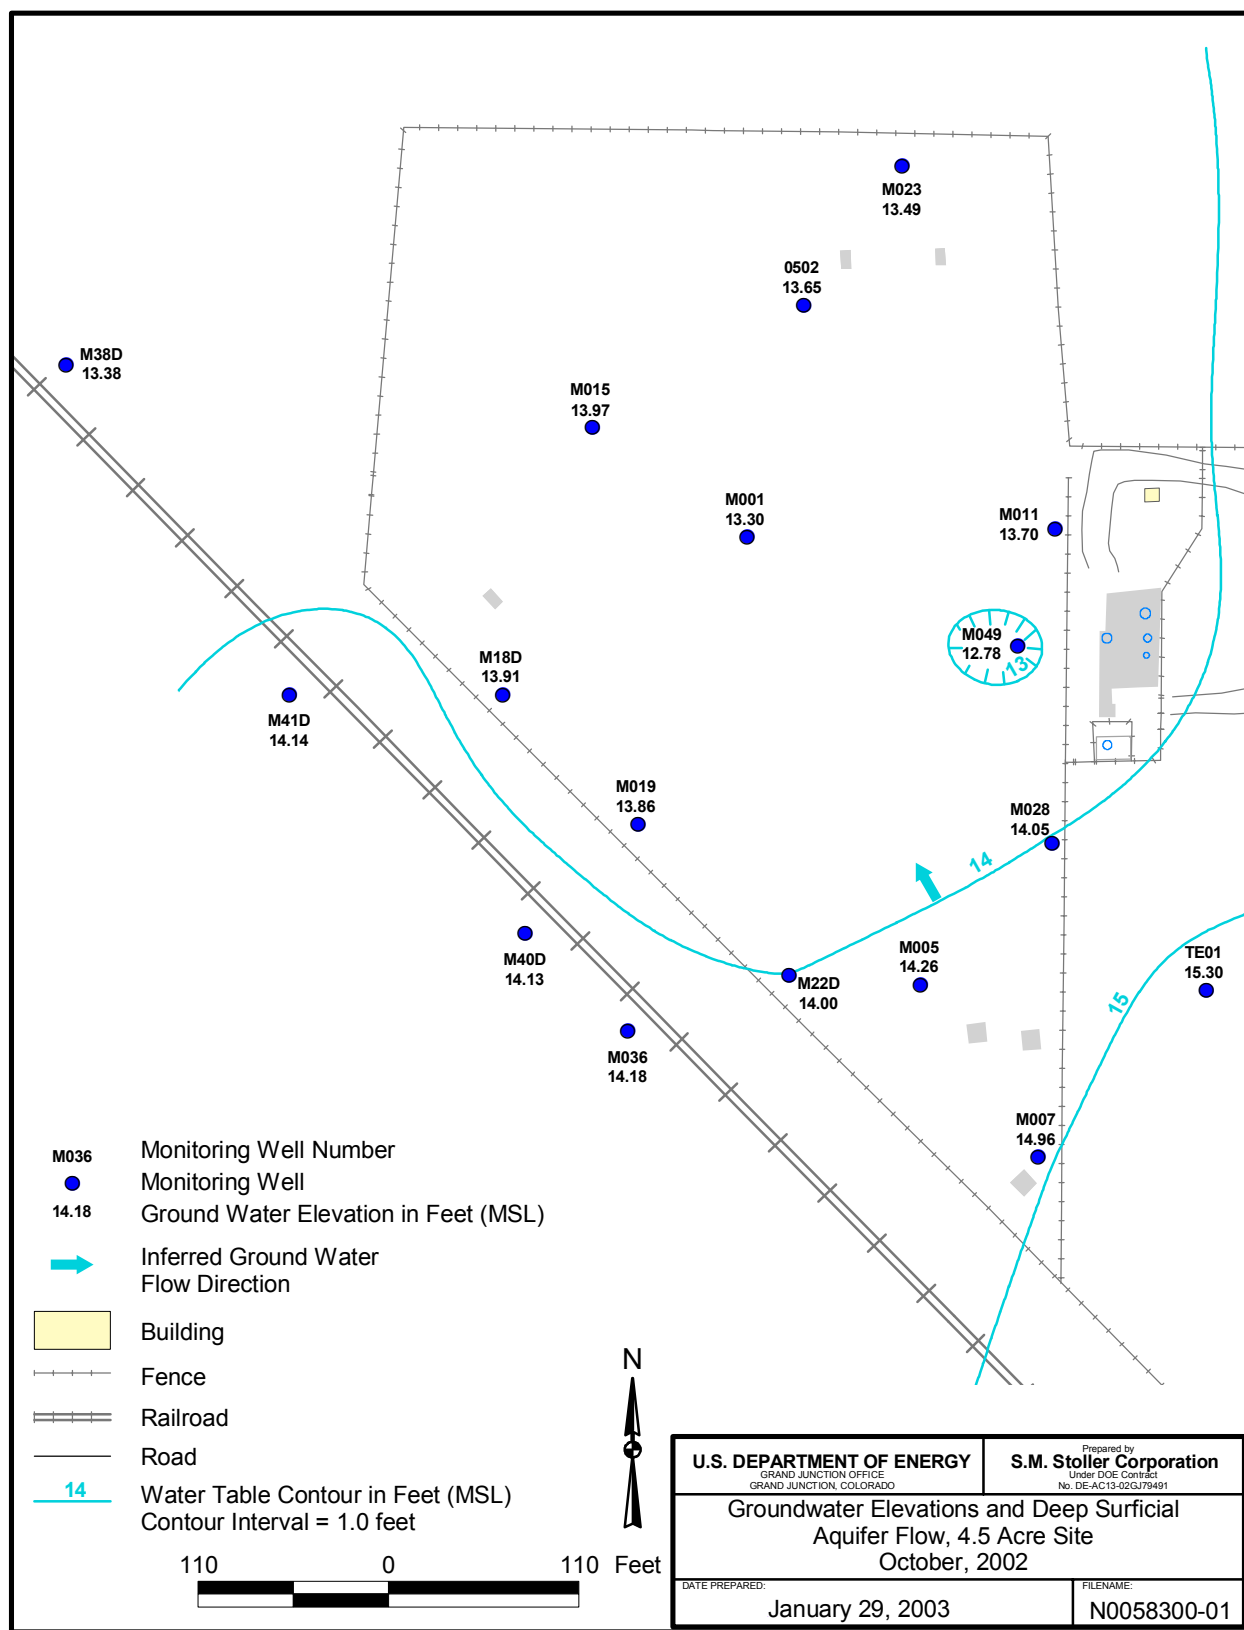 M023
13.49
0502
13.65
M38D
13.38
M015
13.97
M001
13.30
M011
13.70
M049
12.78
13
M18D
13.91
M41D
14.14
M019
13.86
M028
14.05
14
M005
14.26
TE01
15.30
M40D
14.13
M22D
14.00
15
M036
14.18
M007
14.96
M036
Monitoring Well Number
Monitoring Well
14.18
Ground Water Elevation in Feet (MSL)
Inferred Ground Water
Flow Direction
Building
Fence
Railroad
Road
14
Water Table Contour in Feet (MSL)
Contour Interval = 1.0 feet
110 0 110 Feet
N
U.S. DEPARTMENT OF ENERGY
GRAND JUNCTION OFFICE
GRAND JUNCTION, COLORADO
Prepared by
S.M. Stoller Corporation
Under DOE Contract
No. DE-AC13-02GJ79491
Groundwater Elevations and Deep Surficial
Aquifer Flow, 4.5 Acre Site
October, 2002
DATE PREPARED:
January 29, 2003
FILENAME:
N0058300-01